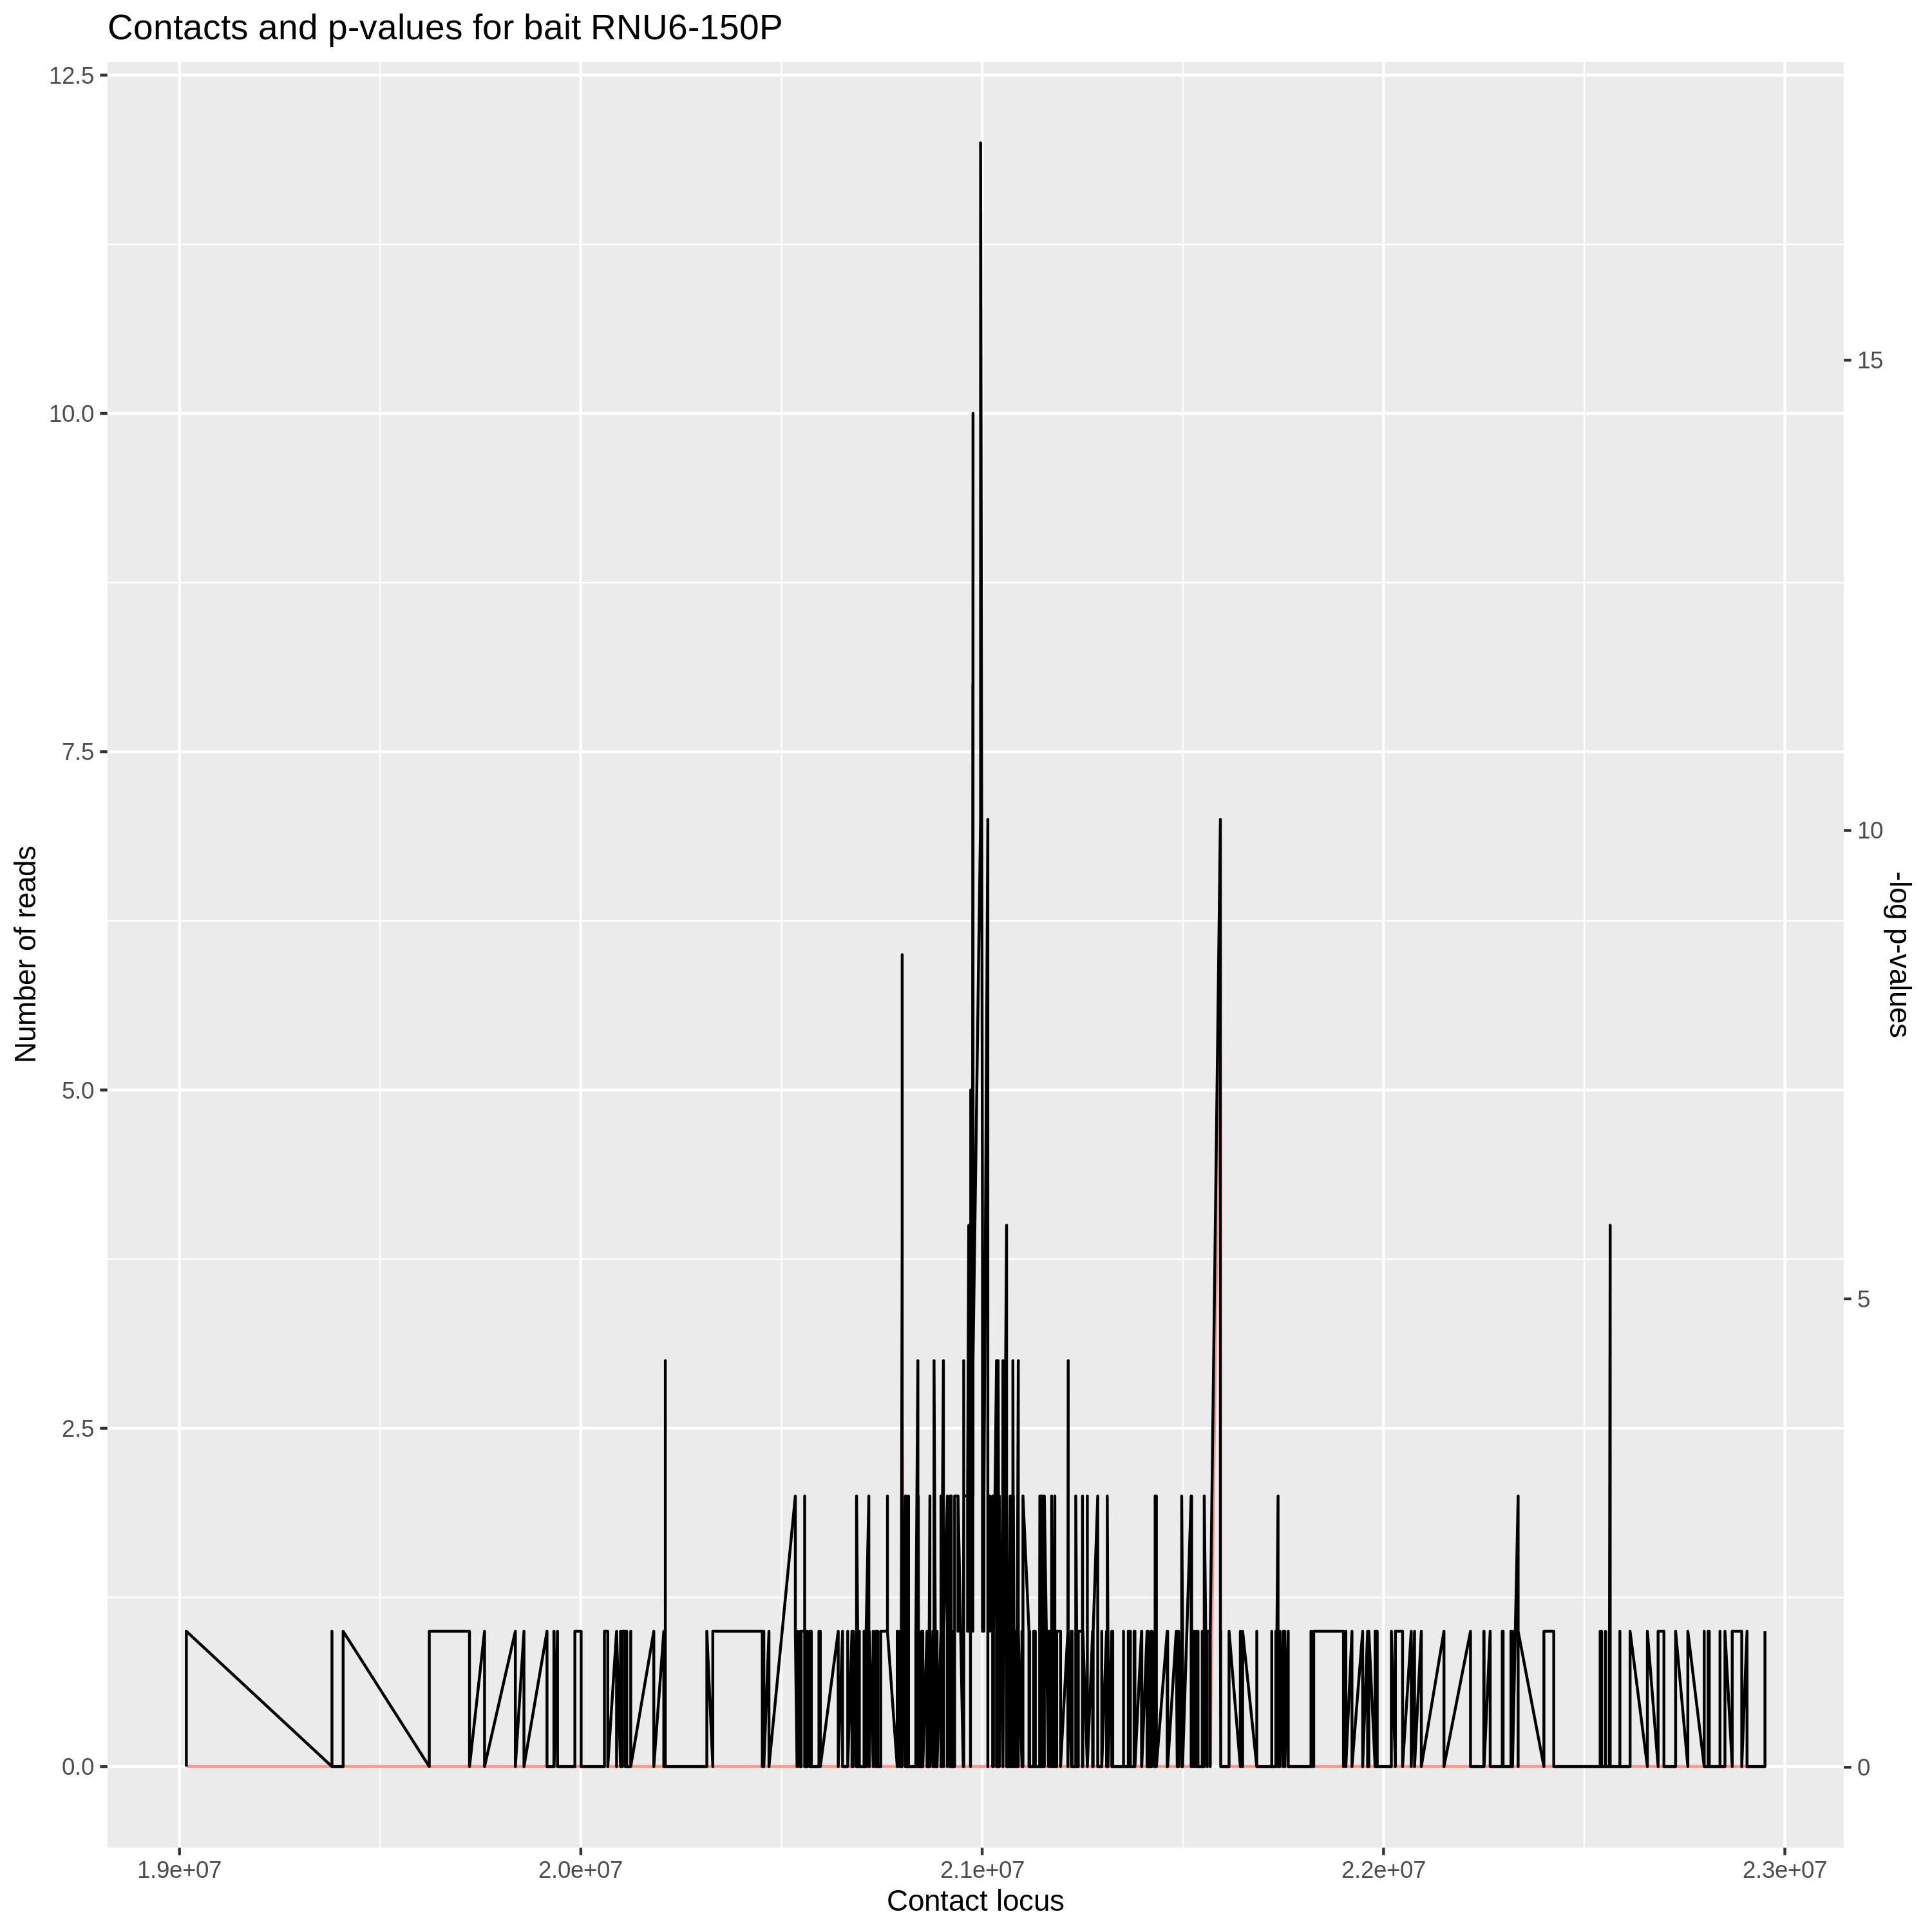 Contacts and p-values for bait RNU6-150P
12.5
10.0
7.5
5.0
2.5
0.0
Number of reads
15
10
5
0
-log p-values
1.9e+07
2.0e+07
2.1e+07
2.2e+07
2.3e+07
Contact locus